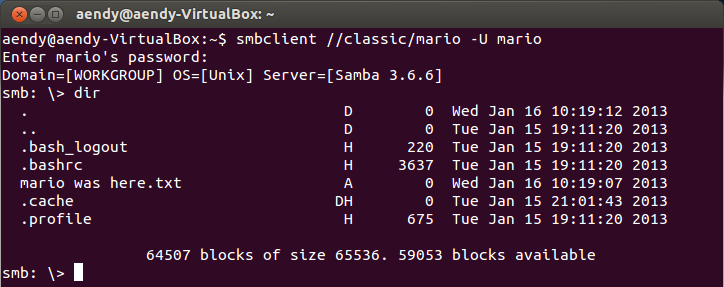 aendy@aendy-VirtualBox: ~
aendy@aendy-VirtualBox:~$ smbclient //classic/mario -U mario
Enter mario's password:
Domain=[WORKGROUP] OS=[Unix] Server=[Samba 3.6.6]
smb: \> dir
  .                                   D        0  Wed Jan 16 10:19:12 2013
  ..                                  D        0  Tue Jan 15 19:11:20 2013
  .bash_logout                        H      220  Tue Jan 15 19:11:20 2013
  .bashrc                             H     3637  Tue Jan 15 19:11:20 2013
  mario was here.txt                  A        0  Wed Jan 16 10:19:07 2013
  .cache                             DH        0  Tue Jan 15 21:01:43 2013
  .profile                            H      675  Tue Jan 15 19:11:20 2013
                64507 blocks of size 65536. 59053 blocks available
smb: \>